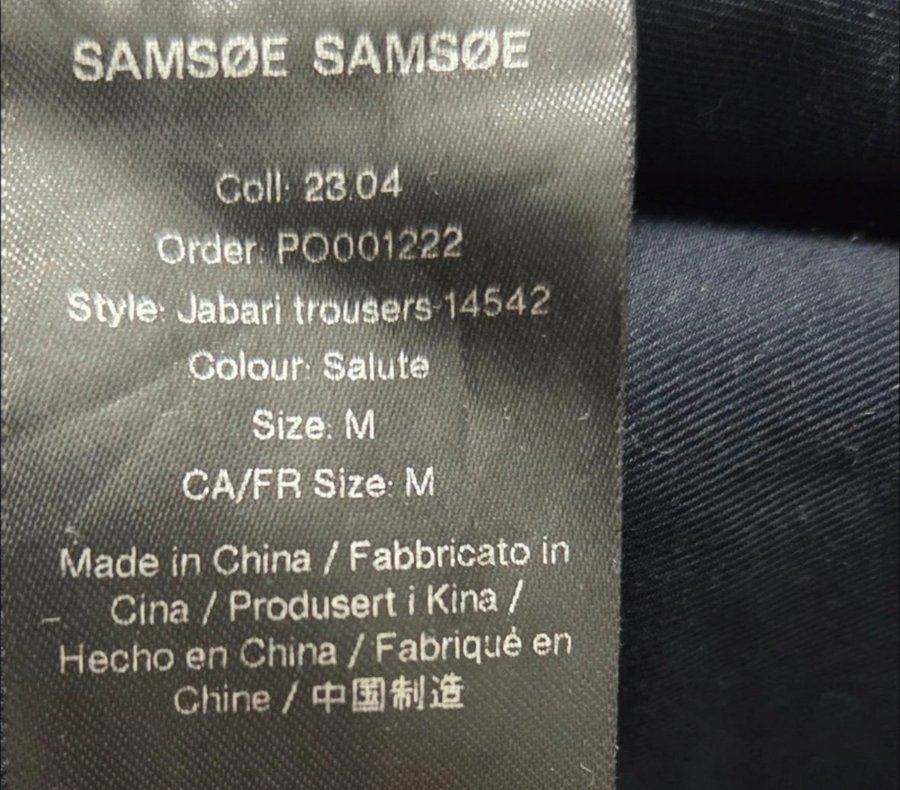 SAMSØE SAMSØE
Coll: 23.04
Order: PO001222
Style: Jabari trousers-14542
Colour: Salute
Size: M
CA/FR Size: M
Made in China / Fabbricato in
Cina / Produsert i Kina /
Hecho en China / Fabriqué en
Chine / 中国制造